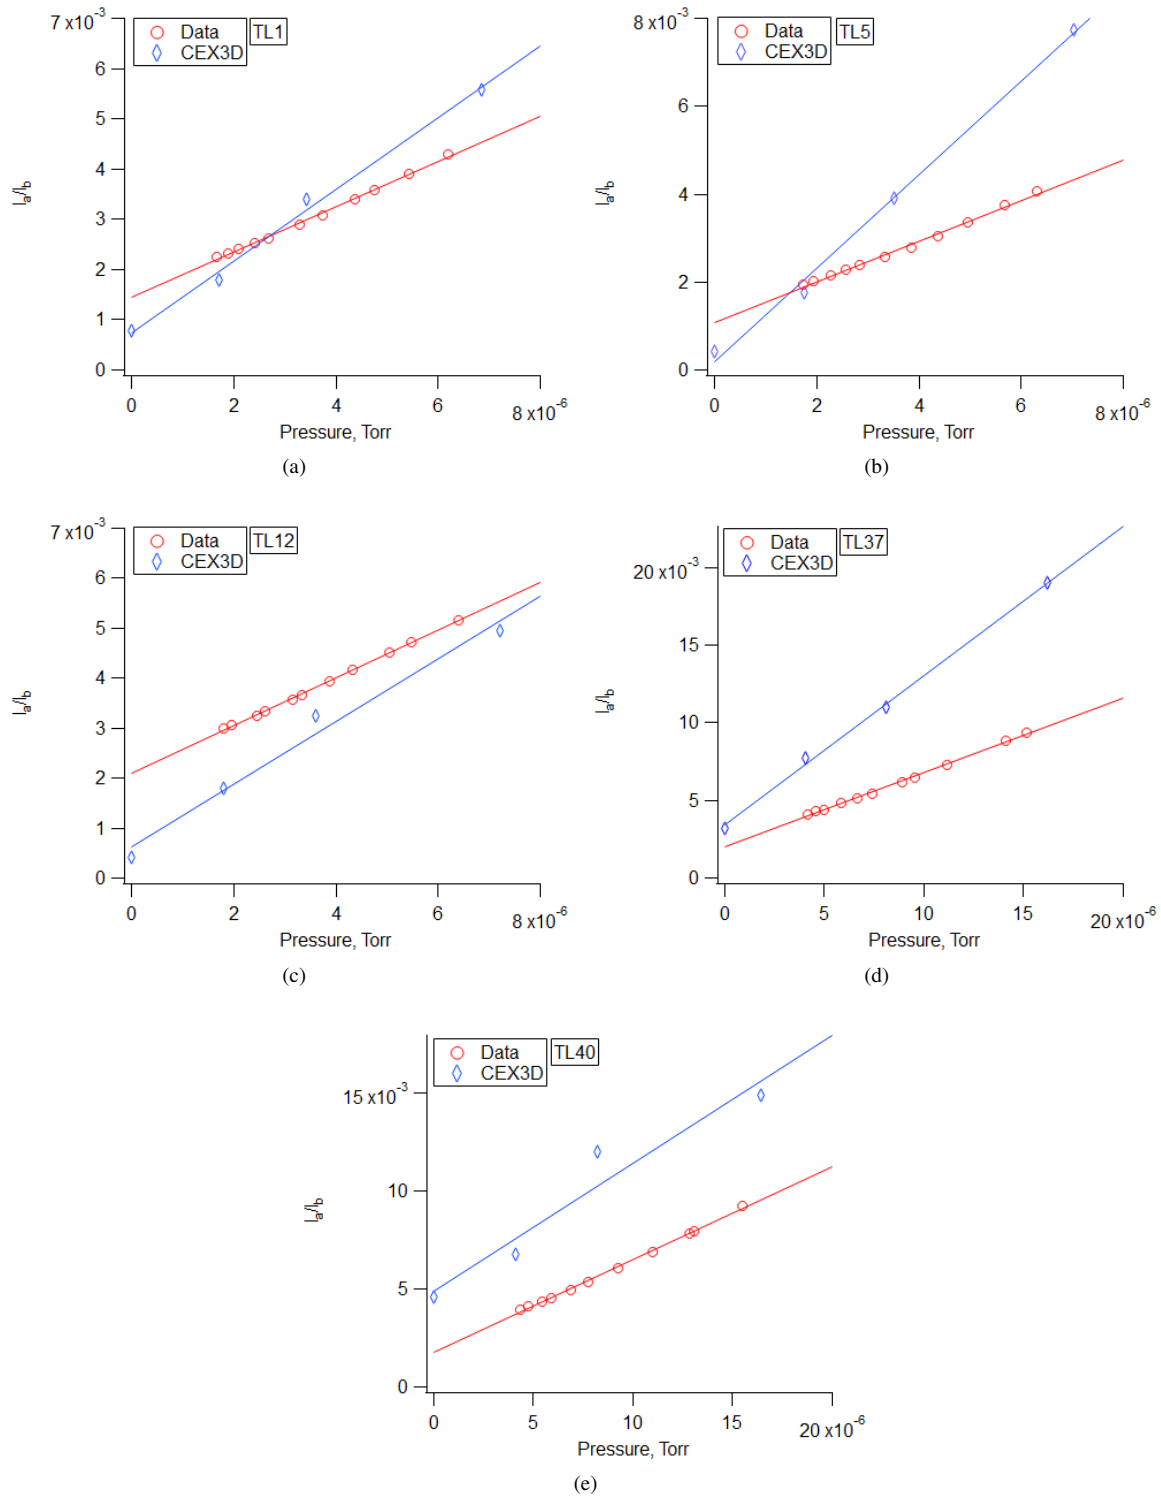 7 x10-3
Data TL1
CEX3D
6
5
4
3
2
1
0
Ia/Ib
0 2 4 6 8 x10-6
Pressure, Torr
(a)
8 x10-3
Data TL5
CEX3D
6
4
2
0
Ia/Ib
0 2 4 6 8 x10-6
Pressure, Torr
(b)
7 x10-3
Data TL12
CEX3D
6
5
4
3
2
1
0
Ia/Ib
0 2 4 6 8 x10-6
Pressure, Torr
(c)
Data TL37
CEX3D
20 x10-3
15
10
5
0
Ia/Ib
0 5 10 15 20 x10-6
Pressure, Torr
(d)
Data TL40
CEX3D
15 x10-3
10
5
0
Ia/Ib
0 5 10 15 20 x10-6
Pressure, Torr
(e)